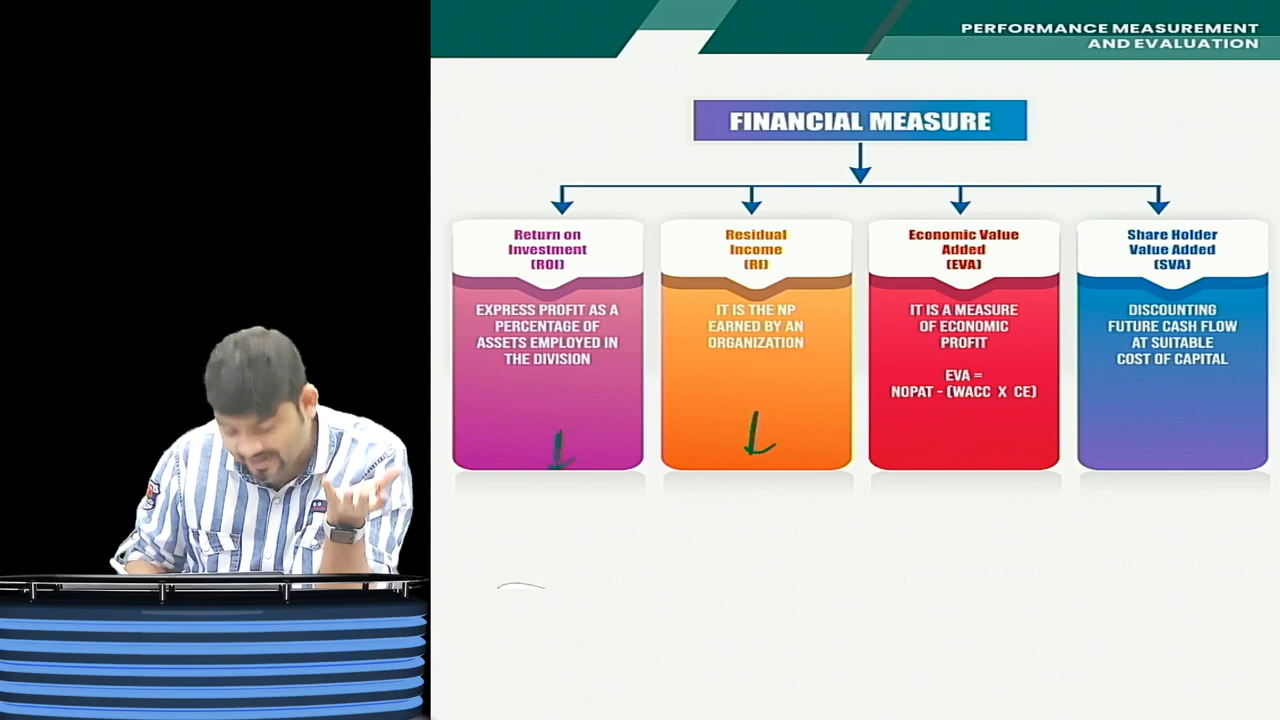 PERFORMANCE MEASUREMENT
AND EVALUATION
FINANCIAL MEASURE
Return on
Investment
(ROI)
EXPRESS PROFIT AS A
PERCENTAGE OF
ASSETS EMPLOYED IN
THE DIVISION
Residual
Income
(RI)
IT IS THE NP
EARNED BY AN
ORGANIZATION
Economic Value
Added
(EVA)
IT IS A MEASURE
OF ECONOMIC
PROFIT
EVA =
NOPAT - (WACC X CE)
Share Holder
Value Added
(SVA)
DISCOUNTING
FUTURE CASH FLOW
AT SUITABLE
COST OF CAPITAL